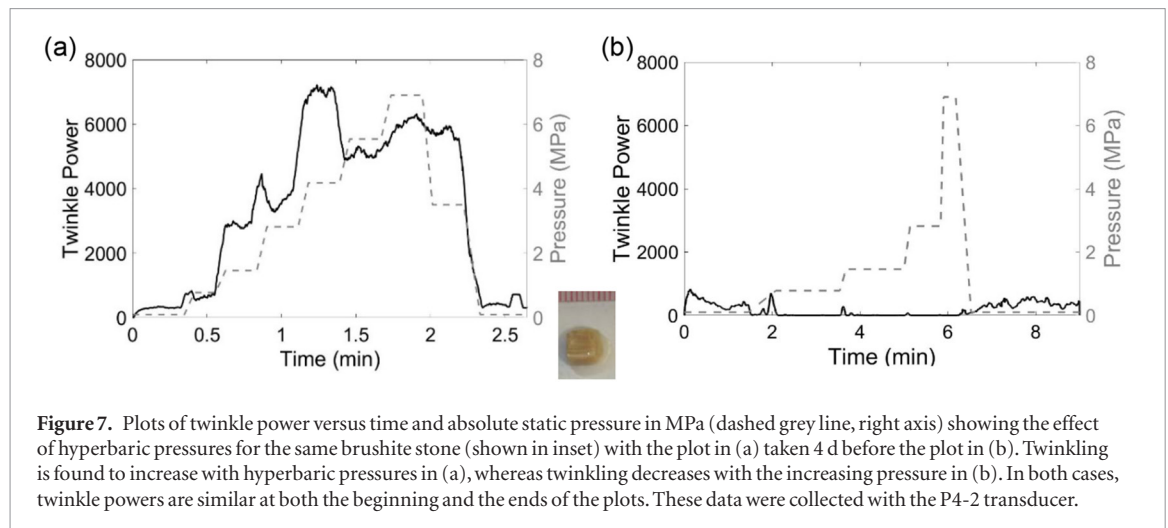 (a)
8000
6000
4000
2000
0
Twinkle Power
8
6
4
2
0
Pressure (MPa)
0 0.5 1 1.5 2 2.5
Time (min)
(b)
8000
6000
4000
2000
0
Twinkle Power
8
6
4
2
0
Pressure (MPa)
0 2 4 6 8
Time (min)
Figure 7. Plots of twinkle power versus time and absolute static pressure in MPa (dashed grey line, right axis) showing the effect
of hyperbaric pressures for the same brushite stone (shown in inset) with the plot in (a) taken 4 d before the plot in (b). Twinkling
is found to increase with hyperbaric pressures in (a), whereas twinkling decreases with the increasing pressure in (b). In both cases,
twinkle powers are similar at both the beginning and the ends of the plots. These data were collected with the P4-2 transducer.